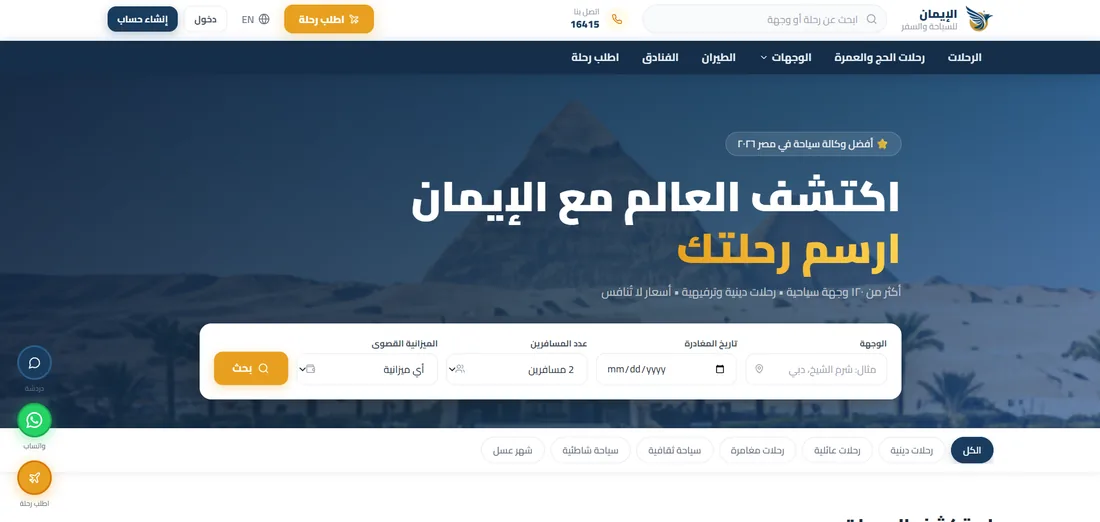 الإيمان
للسياحة والسفر
ابحث عن رحلة أو وجهة
اتصل بنا
16415
اطلب رحلة
EN
دخول
إنشاء حساب
الرحلات
رحلات الحج والعمرة
الوجهات
الطيران
الفنادق
اطلب رحلة
أفضل وكالة سياحة في مصر ٢٠٢٦
اكتشف العالم مع الإيمان
ارسم رحلتك
أكثر من ١٢٠ وجهة سياحية • رحلات دينية وترفيهية • أسعار لا تُنافس
الوجهة
مثال: شرم الشيخ، دبي
تاريخ المغادرة
mm/dd/yyyy
عدد المسافرين
2 مسافرين
الميزانية القصوى
أي ميزانية
بحث
دردشة
واتساب
اطلب رحلة
الكل
رحلات دينية
رحلات عائلية
رحلات مغامرة
سياحة ثقافية
سياحة شاطئية
شهر عسل